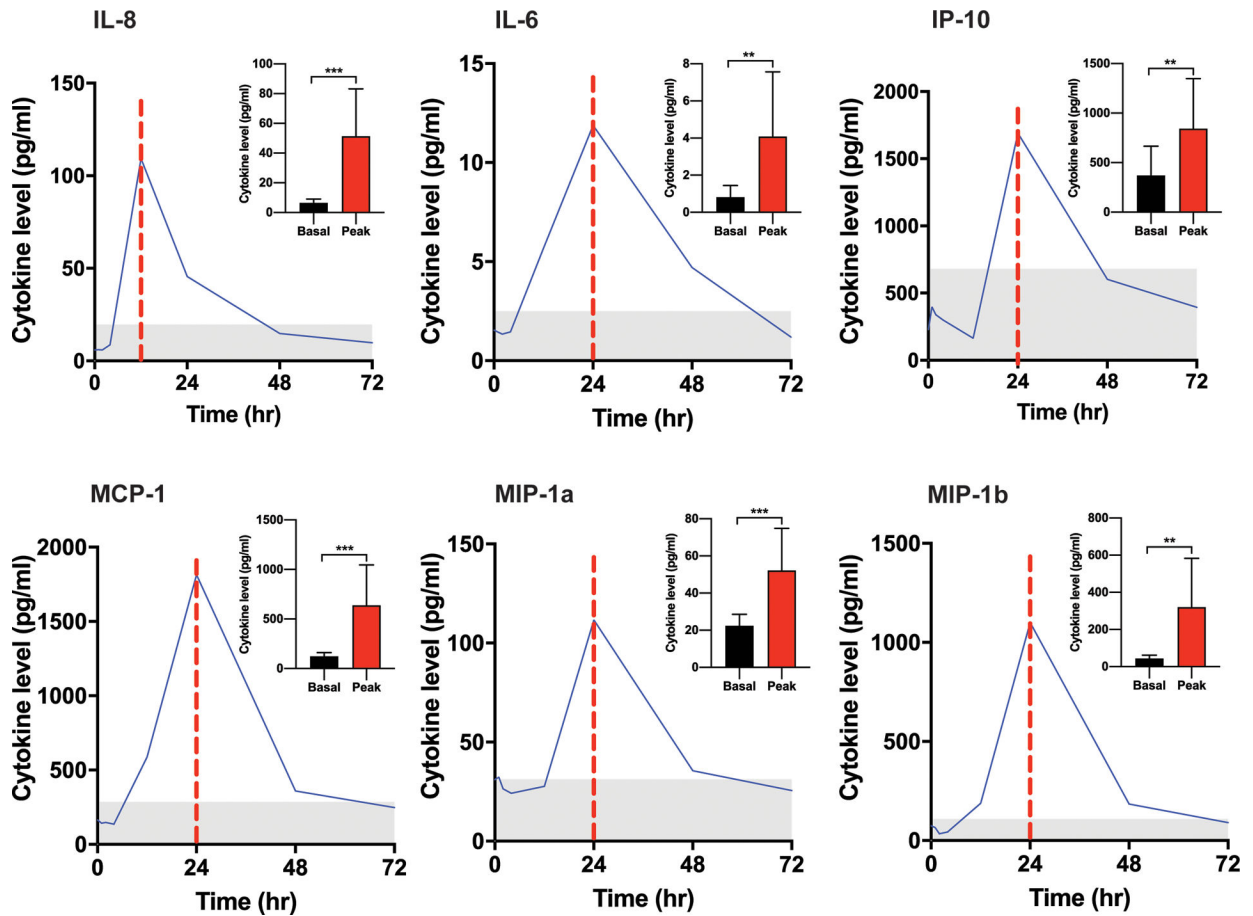 IL-8
Cytokine level (pg/ml)
150
100
50
0
0 24 48 72
Time (hr)
Cytokine level (pg/ml)
100
80
60
40
20
0
***
Basal Peak
IL-6
Cytokine level (pg/ml)
15
10
5
0
0 24 48 72
Time (hr)
Cytokine level (pg/ml)
8
6
4
2
0
**
Basal Peak
IP-10
Cytokine level (pg/ml)
2000
1500
1000
500
0
0 24 48 72
Time (hr)
Cytokine level (pg/ml)
1500
1000
500
0
**
Basal Peak
MCP-1
Cytokine level (pg/ml)
2000
1500
1000
500
0
0 24 48 72
Time (hr)
Cytokine level (pg/ml)
1500
1000
500
0
***
Basal Peak
MIP-1a
Cytokine level (pg/ml)
150
100
50
0
0 24 48 72
Time (hr)
Cytokine level (pg/ml)
80
60
40
20
0
***
Basal Peak
MIP-1b
Cytokine level (pg/ml)
1500
1000
500
0
0 24 48 72
Time (hr)
Cytokine level (pg/ml)
800
600
400
200
0
**
Basal Peak